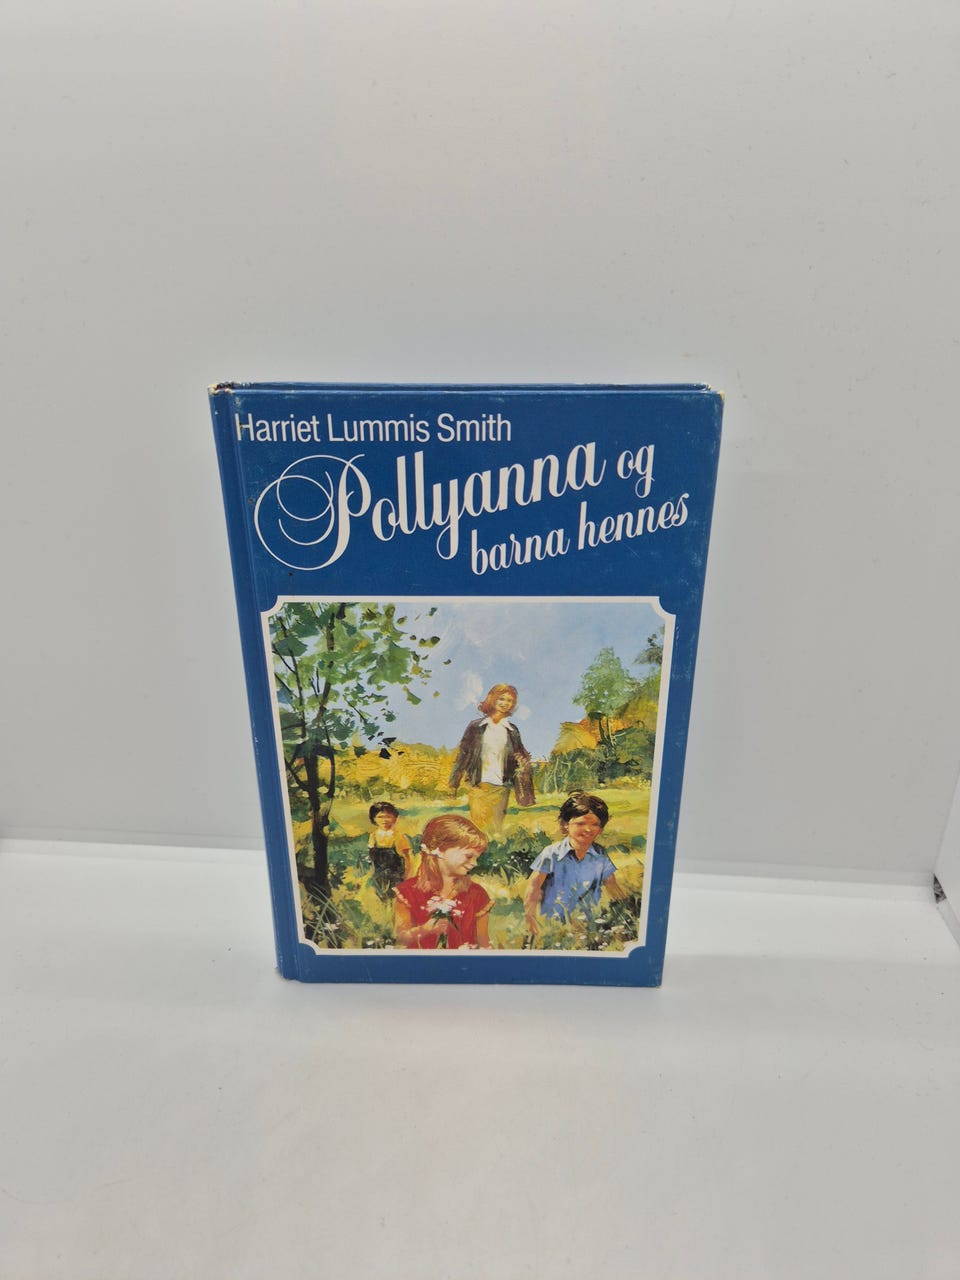 Harriet Lummis Smith
Pollyanna og
barna hennes